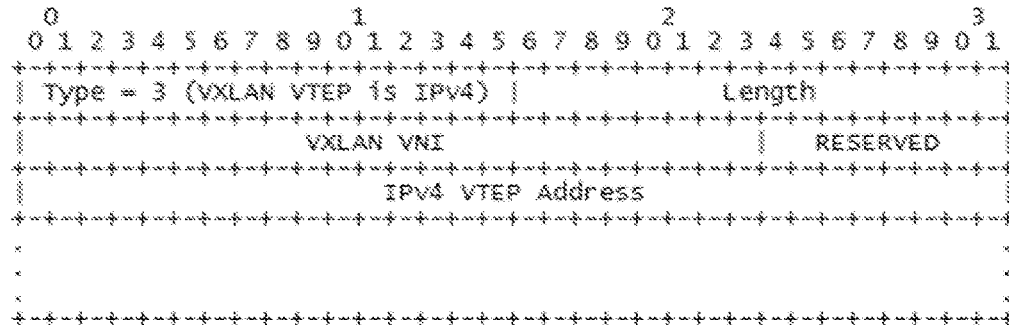 0                   1                   2                   3
 0 1 2 3 4 5 6 7 8 9 0 1 2 3 4 5 6 7 8 9 0 1 2 3 4 5 6 7 8 9 0 1
+-+-+-+-+-+-+-+-+-+-+-+-+-+-+-+-+-+-+-+-+-+-+-+-+-+-+-+-+-+-+-+-+
| Type = 3 (VXLAN VTEP is IPv4) |             Length            |
+-+-+-+-+-+-+-+-+-+-+-+-+-+-+-+-+-+-+-+-+-+-+-+-+-+-+-+-+-+-+-+-+
|                  VXLAN VNI                    |   RESERVED    |
+-+-+-+-+-+-+-+-+-+-+-+-+-+-+-+-+-+-+-+-+-+-+-+-+-+-+-+-+-+-+-+-+
|                       IPv4 VTEP Address                       |
+-+-+-+-+-+-+-+-+-+-+-+-+-+-+-+-+-+-+-+-+-+-+-+-+-+-+-+-+-+-+-+-+
.                                                               .
.                                                               .
.                                                               .
+-+-+-+-+-+-+-+-+-+-+-+-+-+-+-+-+-+-+-+-+-+-+-+-+-+-+-+-+-+-+-+-+